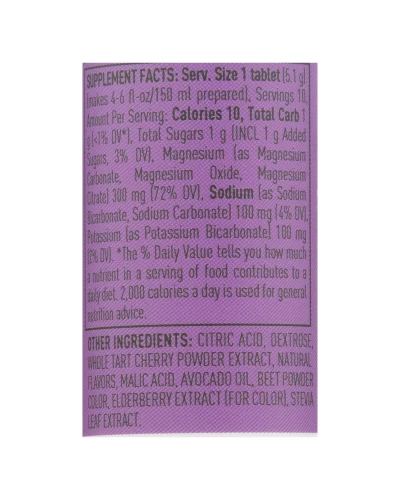 SUPPLEMENT FACTS: Serv. Size 1 tablet (5.1 g)
(makes 4-6 fl-oz/150 ml prepared), Servings 10,
Amount Per Serving: Calories 10, Total Carb 1
g (<1% DV*), Total Sugars 1 g (INCL 1 g Added
Sugars, 3% DV), Magnesium (as Magnesium
Carbonate, Magnesium Oxide, Magnesium
Citrate) 300 mg (72% DV), Sodium (as Sodium
Bicarbonate, Sodium Carbonate) 100 mg (4% DV),
Potassium (as Potassium Bicarbonate) 100 mg
(2% DV). *The % Daily Value tells you how much
a nutrient in a serving of food contributes to a
daily diet. 2,000 calories a day is used for general
nutrition advice.
OTHER INGREDIENTS: CITRIC ACID, DEXTROSE,
WHOLE TART CHERRY POWDER EXTRACT, NATURAL
FLAVORS, MALIC ACID, AVOCADO OIL, BEET POWDER
COLOR, ELDERBERRY EXTRACT (FOR COLOR), STEVIA
LEAF EXTRACT.